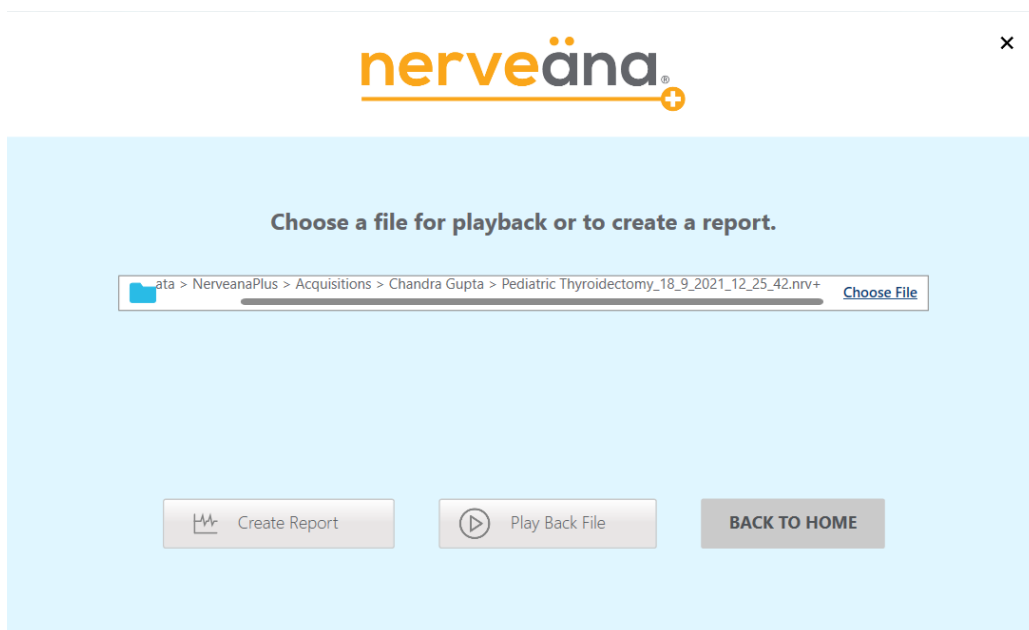 nerveäna®
Choose a file for playback or to create a report.
ata > NerveanaPlus > Acquisitions > Chandra Gupta > Pediatric Thyroidectomy_18_9_2021_12_25_42.nrv+
Choose File
Create Report
Play Back File
BACK TO HOME